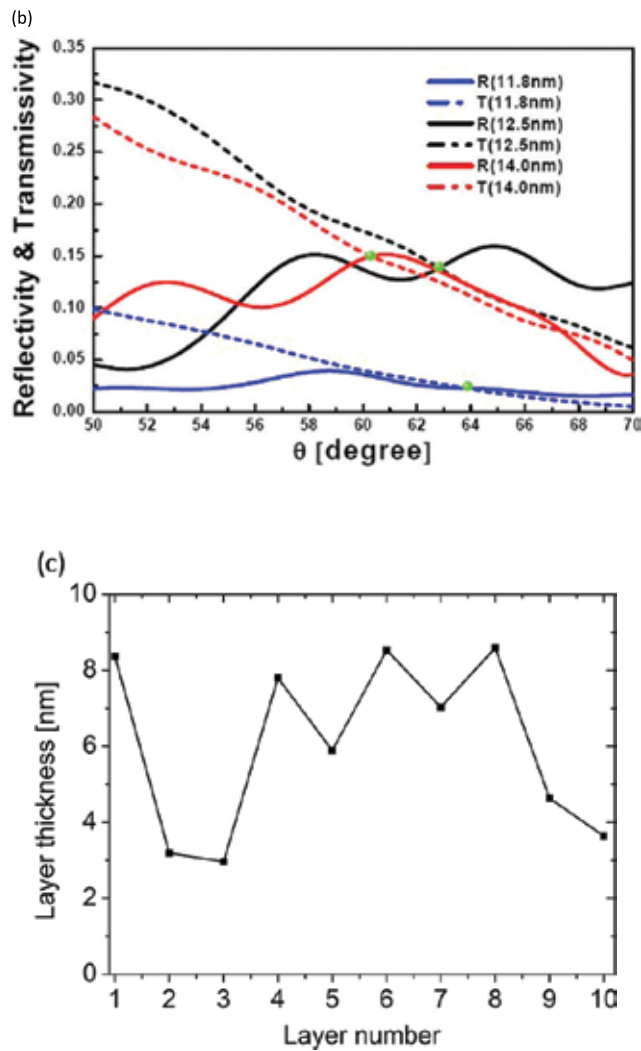 (b)
0.35
0.30
0.25
0.20
0.15
0.10
0.05
0.00
Reflectivity & Transmissivity
R(11.8nm)
T(11.8nm)
R(12.5nm)
T(12.5nm)
R(14.0nm)
T(14.0nm)
50 52 54 56 58 60 62 64 66 68 70
θ [degree]
(c)
10
8
6
4
2
0
Layer thickness [nm]
1 2 3 4 5 6 7 8 9 10
Layer number